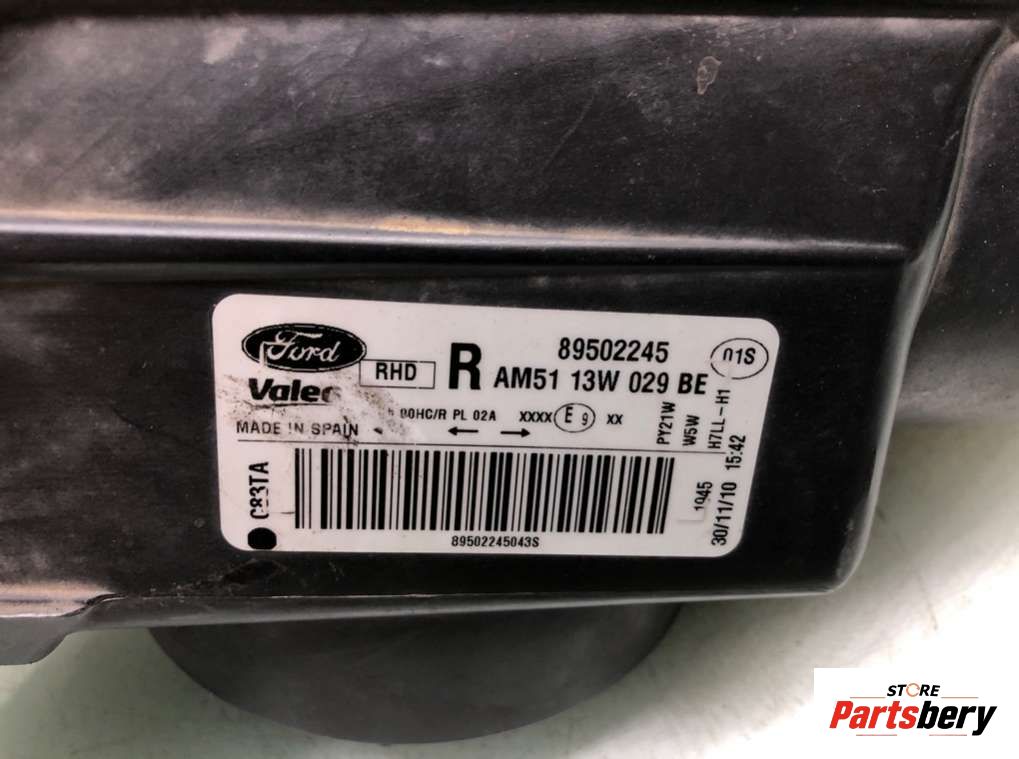 Ford
Valeo
RHD
R
89502245
AM51 13W 029 BE
01S
00HC/R PL 02A XXXX E 9 XX
MADE IN SPAIN
PY21W
W5W
H7LL-H1
C83TA
1945
30/11/10 15:42
89502245043S
STORE
Partsbery